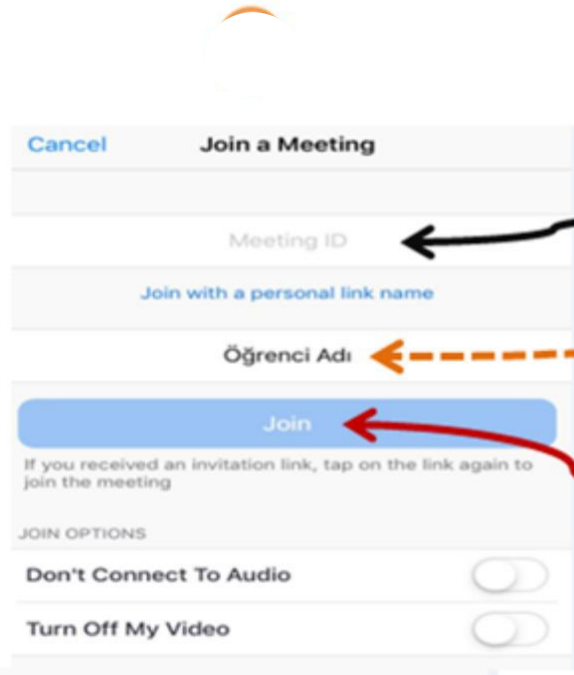 Cancel Join a Meeting
Meeting ID
Join with a personal link name
Öğrenci Adı
Join
If you received an invitation link, tap on the link again to
join the meeting
JOIN OPTIONS
Don't Connect To Audio
Turn Off My Video